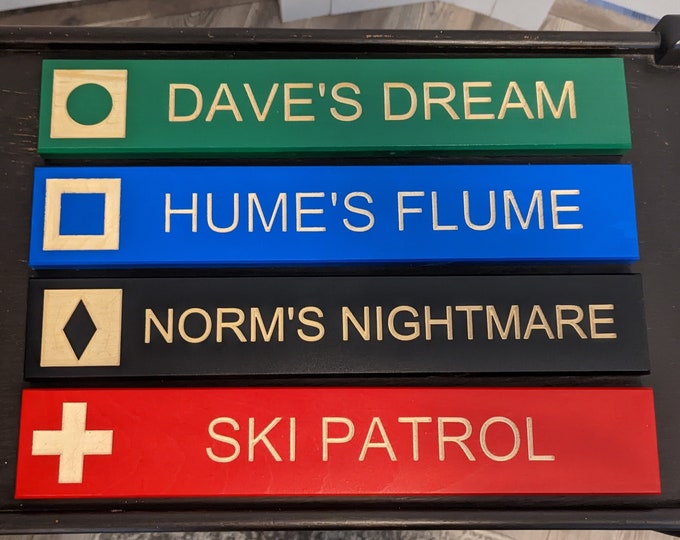 DAVE'S DREAM
HUME'S FLUME
NORM'S NIGHTMARE
SKI PATROL